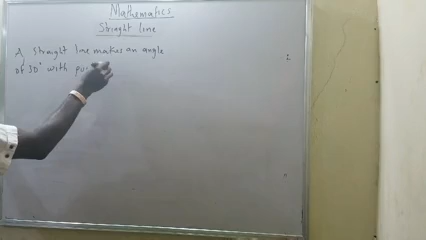 Mathematics
Straight line
A straight line makes an angle
of 30° with